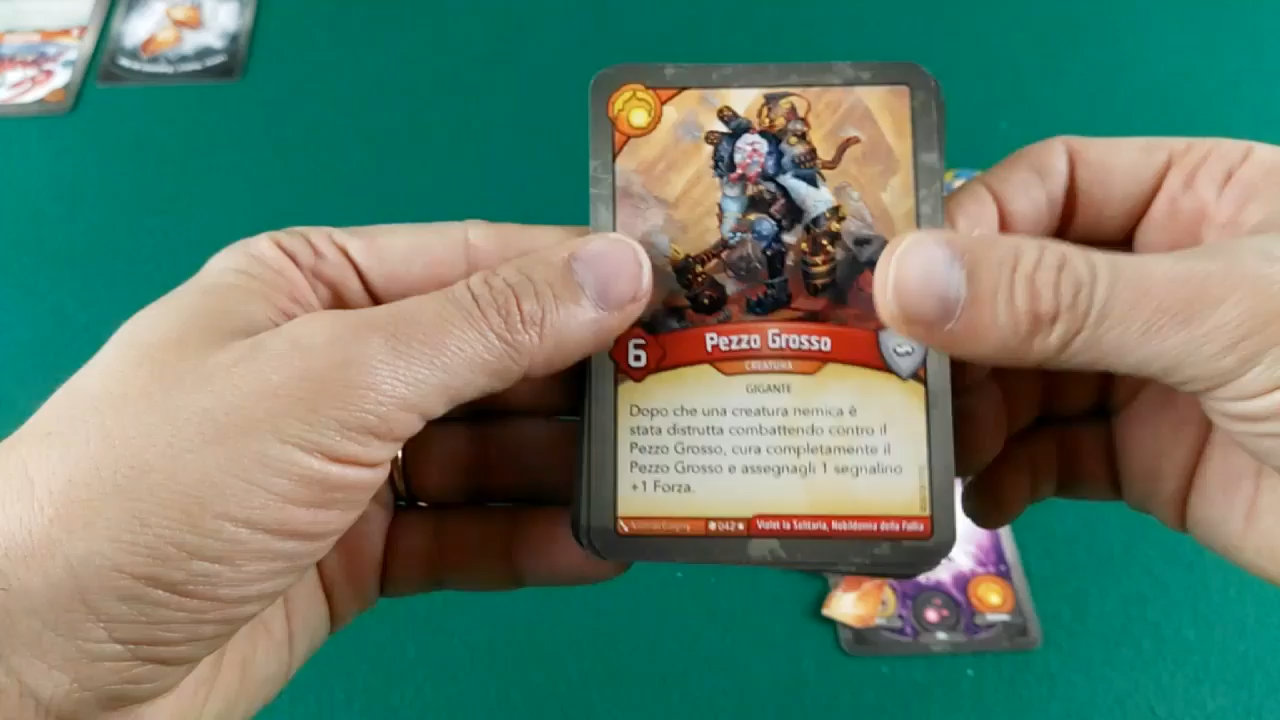 6
Pezzo Grosso
CREATURA
GIGANTE
Dopo che una creatura nemica è
stata distrutta combattendo contro il
Pezzo Grosso, cura completamente il
Pezzo Grosso e assegnagli 1 segnalino
+1 Forza.
042
Violet la Solitaria, Nobildonna della Fallia